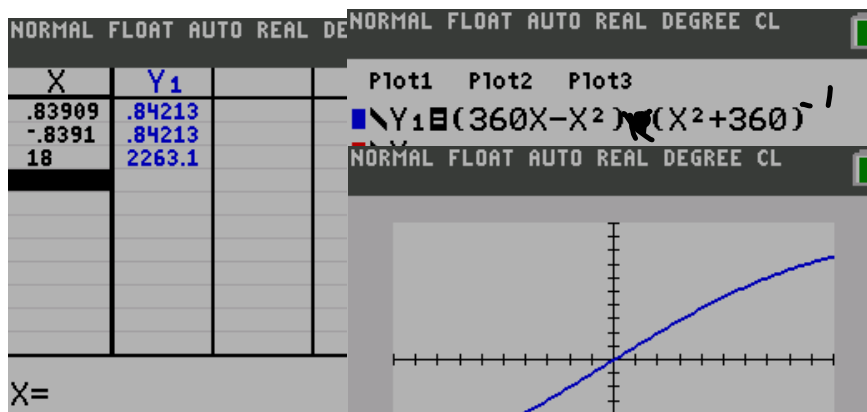 NORMAL FLOAT AUTO REAL DE
X Y₁
.83909 .84213
-.8391 .84213
18 2263.1
X=
NORMAL FLOAT AUTO REAL DEGREE CL
Plot1 Plot2 Plot3
\Y₁=(360X-X²) (X²+360)⁻¹
NORMAL FLOAT AUTO REAL DEGREE CL